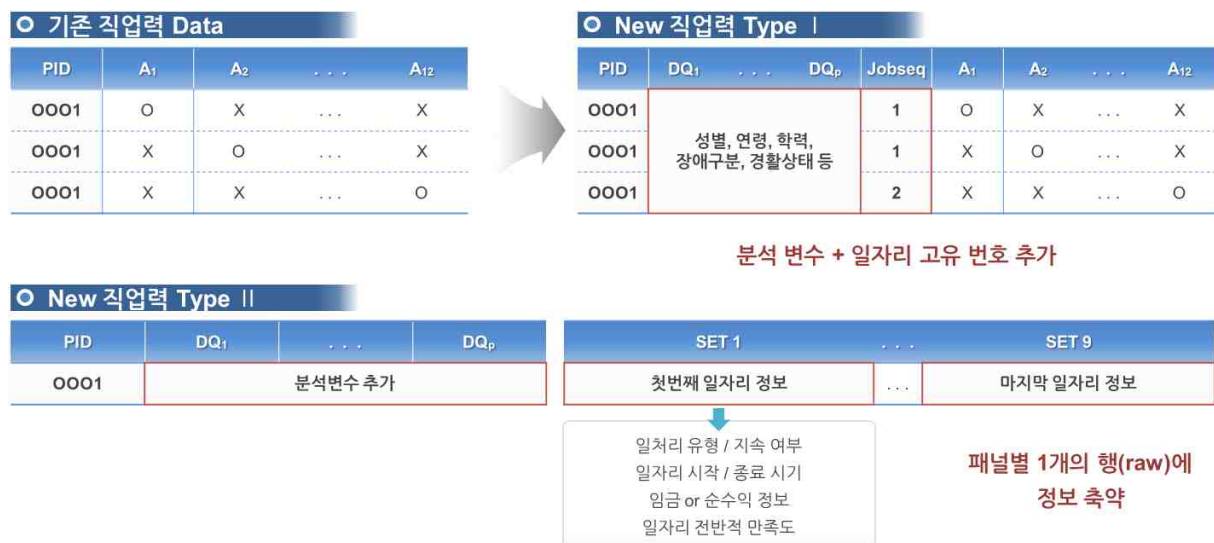 기존 직업력 Data
PID A₁ A₂ . . . A₁₂
0001 O X ... X
0001 X O ... X
0001 X X ... O
New 직업력 Type Ⅰ
PID DQ₁ . . . DQₚ Jobseq A₁ A₂ . . . A₁₂
0001 1 O X ... X
성별, 연령, 학력,
장애구분, 경활상태 등
0001 1 X O ... X
0001 2 X X ... O
분석 변수 + 일자리 고유 번호 추가
New 직업력 Type Ⅱ
PID DQ₁ . . . DQₚ SET 1 . . . SET 9
0001 분석변수 추가 첫번째 일자리 정보 ... 마지막 일자리 정보
일처리 유형 / 지속 여부
일자리 시작 / 종료 시기
임금 or 순수익 정보
일자리 전반적 만족도
패널별 1개의 행(raw)에
정보 축약